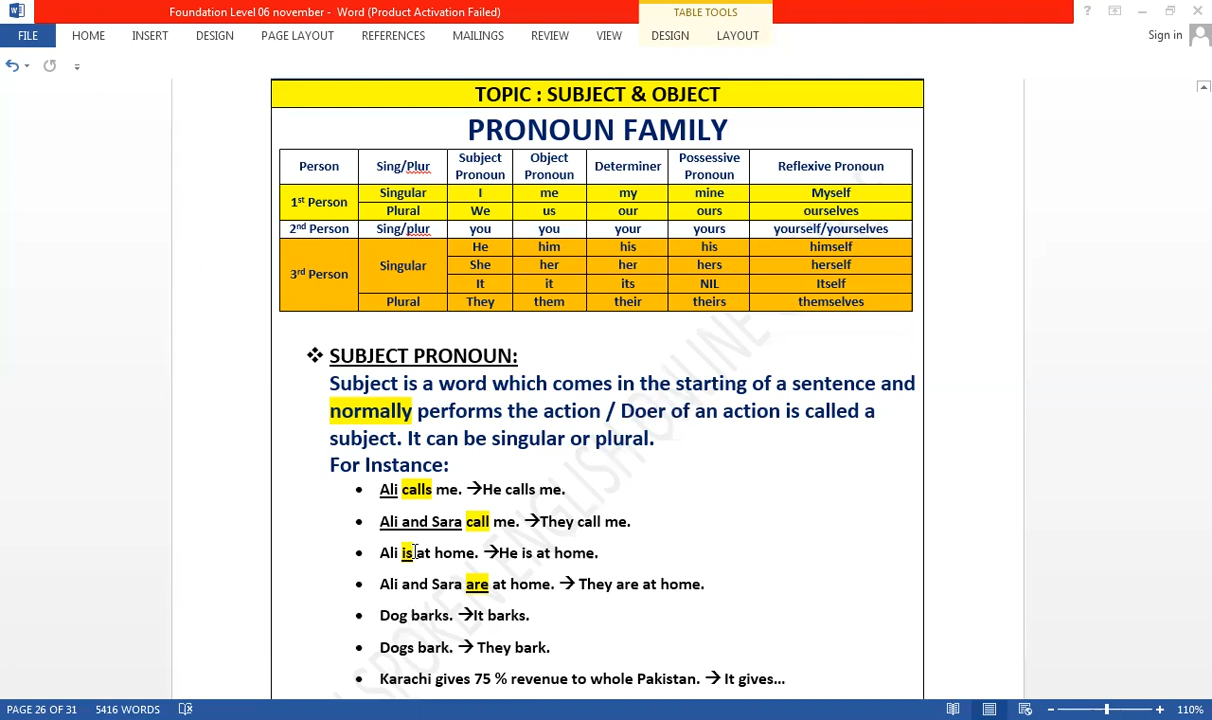 Foundation Level 06 november - Word (Product Activation Failed)
TABLE TOOLS
FILE HOME INSERT DESIGN PAGE LAYOUT REFERENCES MAILINGS REVIEW VIEW DESIGN LAYOUT Sign in
TOPIC : SUBJECT & OBJECT
PRONOUN FAMILY
Person Sing/Plur Subject Pronoun Object Pronoun Determiner Possessive Pronoun Reflexive Pronoun
1st Person Singular I me my mine Myself
Plural We us our ours ourselves
2nd Person Sing/plur you you your yours yourself/yourselves
3rd Person Singular He him his his himself
She her her hers herself
It it its NIL Itself
Plural They them their theirs themselves
❖ SUBJECT PRONOUN:
Subject is a word which comes in the starting of a sentence and
normally performs the action / Doer of an action is called a
subject. It can be singular or plural.
For Instance:
• Ali calls me. →He calls me.
• Ali and Sara call me. →They call me.
• Ali is at home. →He is at home.
• Ali and Sara are at home. → They are at home.
• Dog barks. →It barks.
• Dogs bark. → They bark.
• Karachi gives 75 % revenue to whole Pakistan. → It gives...
SPOKEN ENGLISH ONLINE
PAGE 26 OF 31 5416 WORDS 110%